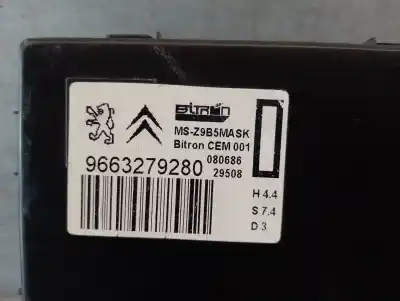 BITRON
MS-Z9B5MASK
Bitron CEM 001
9663279280
080686
29508
H 4.4
S 7.4
D 3